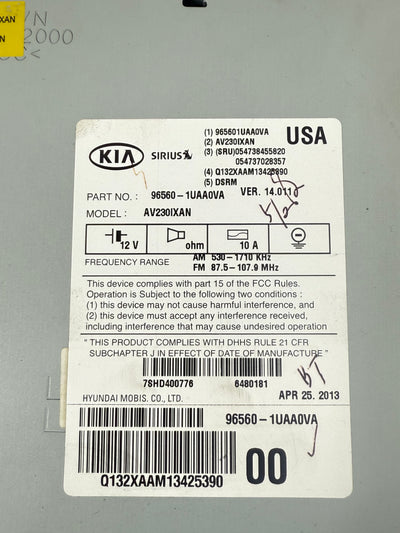 IXAN
N
YN
2000
KIA
SIRIUS
USA
(1) 965601UAA0VA
(2) AV230IXAN
(3) (SRU)054738455820
054737028357
(4) Q132XAAM13425390
(5) DSRM
PART NO. : 96560-1UAA0VA
VER. 14.011
MODEL : AV230IXAN
12 V
ohm
10 A
FREQUENCY RANGE
AM 530-1710 KHz
FM 87.5-107.9 MHz
This device complies with part 15 of the FCC Rules.
Operation is Subject to the following two conditions :
(1) this device may not cause harmful interference, and
(2) this device must accept any interference received,
including interference that may cause undesired operation
" THIS PRODUCT COMPLIES WITH DHHS RULE 21 CFR
SUBCHAPTER J IN EFFECT OF DATE OF MANUFACTURE "
7SHD400776
6480181
HYUNDAI MOBIS. CO., LTD.
APR 25. 2013
96560-1UAA0VA
00
Q132XAAM13425390